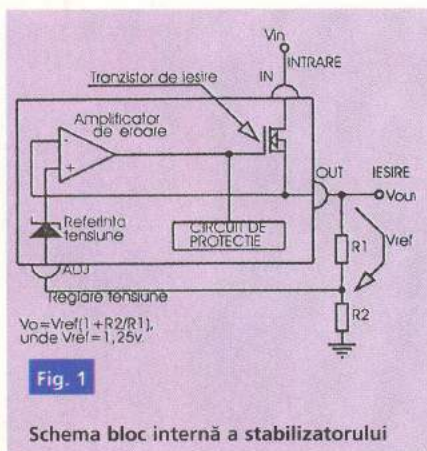 Vin
INTRARE
IN
Tranzistor de iesire
Amplificator
de eroare
-
+
OUT
IESIRE
Vout
Referinta
tensiune
CIRCUIT DE
PROTECTIE
R1
Vref
ADJ
Reglare tensiune
R2
Vo=Vref(1+R2/R1),
unde Vref=1,25v.
Fig. 1
Schema bloc internă a stabilizatorului